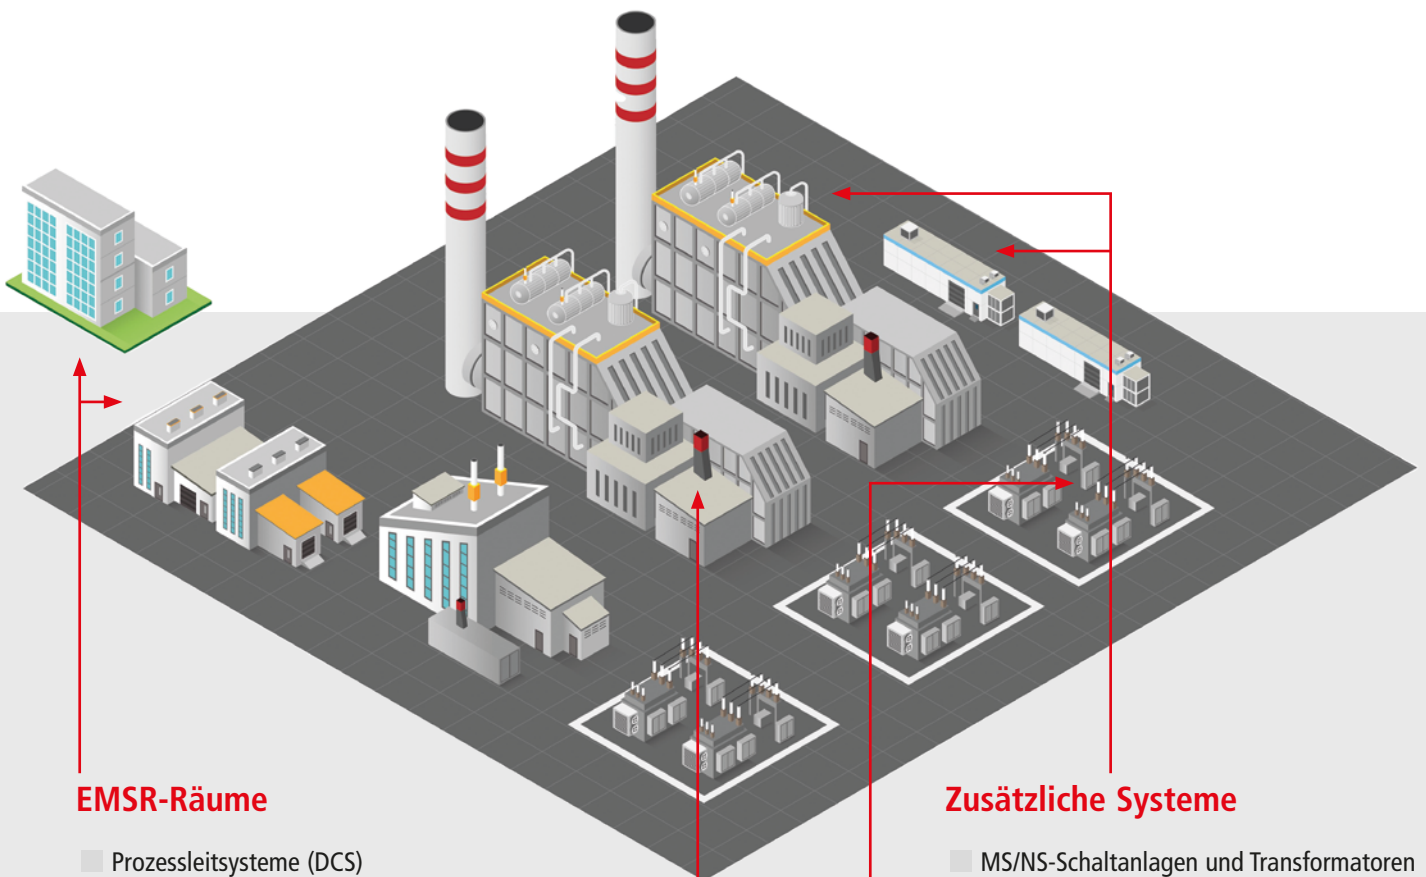 EMSR-Räume
Prozessleitsysteme (DCS)
Zusätzliche Systeme
MS/NS-Schaltanlagen und Transformatoren